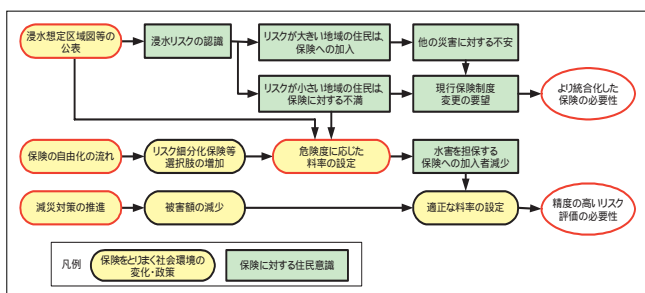 浸水想定区域図等の
公表
浸水リスクの認識
リスクが大きい地域の住民は、
保険への加入
他の災害に対する不安
リスクが小さい地域の住民は、
保険に対する不満
現行保険制度
変更の要望
より統合化した
保険の必要性
保険の自由化の流れ
リスク細分化保険等
選択肢の増加
危険度に応じた
料率の設定
水害を担保する
保険への加入者減少
減災対策の推進
被害額の減少
適正な料率の設定
精度の高いリスク
評価の必要性
凡例
保険をとりまく社会環境の
変化・政策
保険に対する住民意識